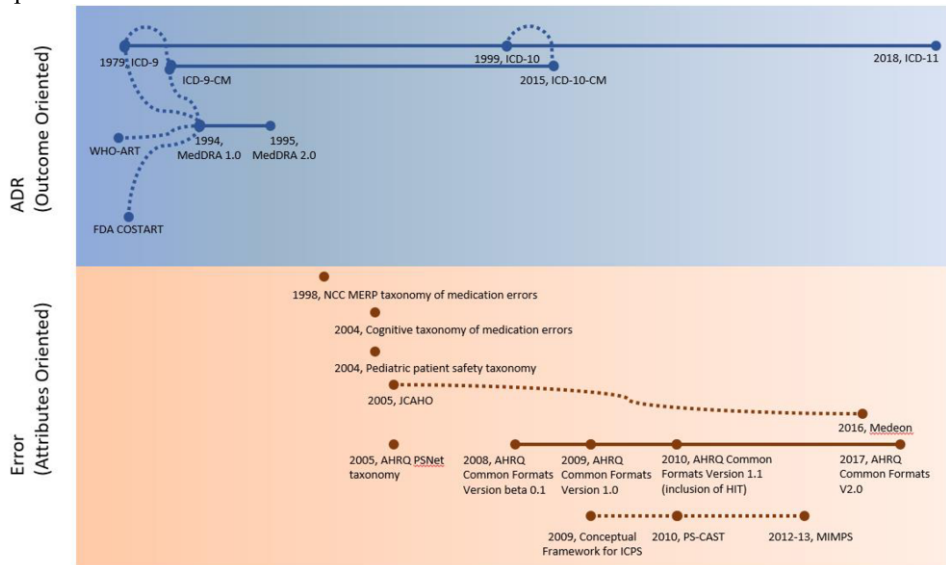 ADR
(Outcome Oriented)
1979, ICD-9
1999, ICD-10
2018, ICD-11
ICD-9-CM
2015, ICD-10-CM
WHO-ART
1994,
MedDRA 1.0
1995,
MedDRA 2.0
FDA COSTART
Error
(Attributes Oriented)
1998, NCC MERP taxonomy of medication errors
2004, Cognitive taxonomy of medication errors
2004, Pediatric patient safety taxonomy
2005, JCAHO
2016, Medeon
2005, AHRQ PSNet
taxonomy
2008, AHRQ
Common Formats
Version beta 0.1
2009, AHRQ
Common Formats
Version 1.0
2010, AHRQ Common
Formats Version 1.1
(inclusion of HIT)
2017, AHRQ
Common Formats
V2.0
2009, Conceptual
Framework for ICPS
2010, PS-CAST
2012-13, MIMPS